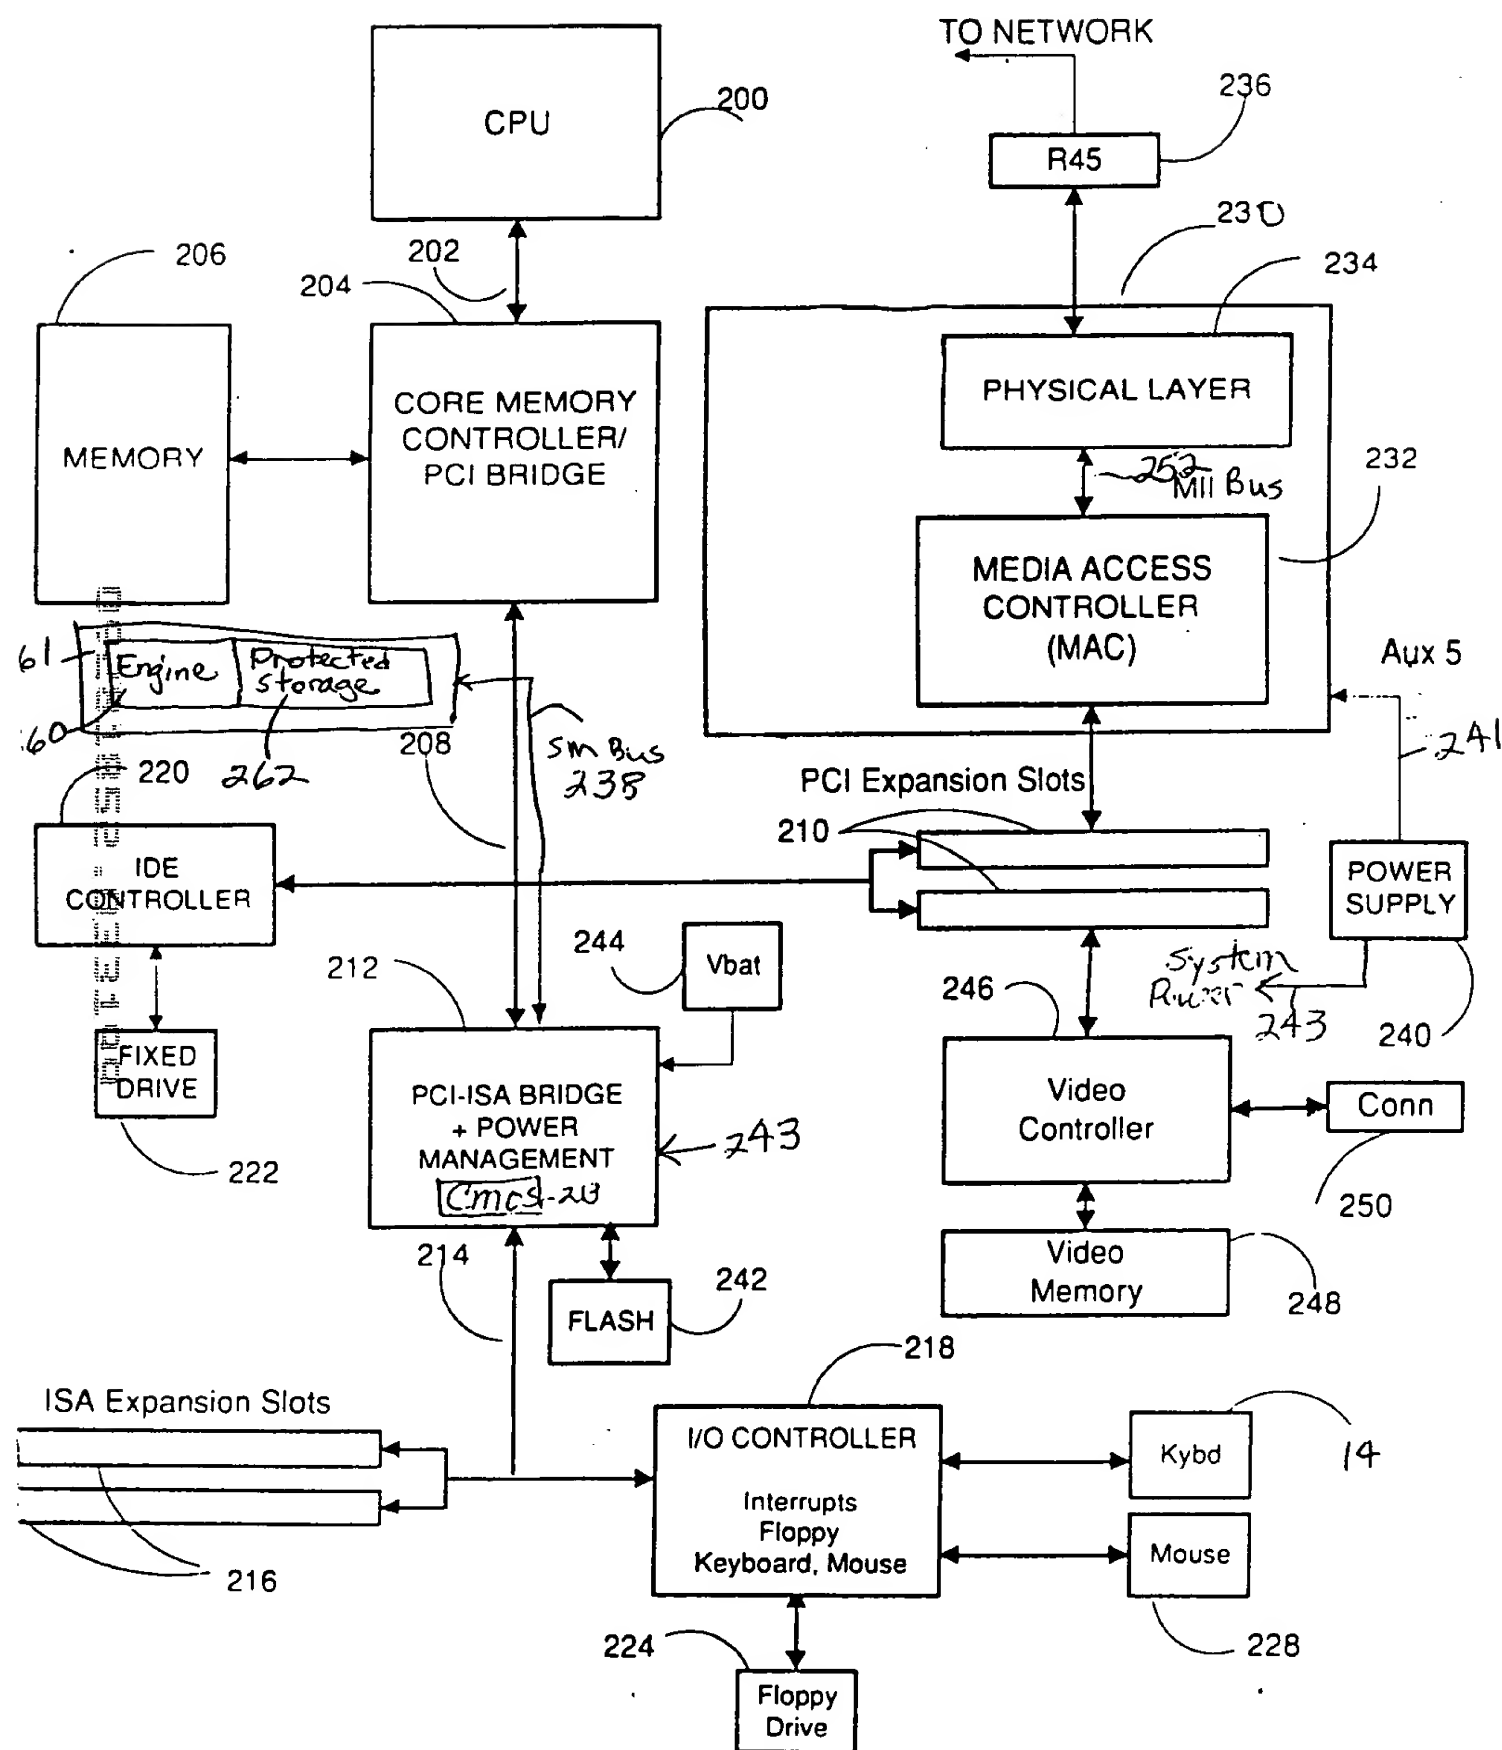 TO NETWORK
CPU
200
236
R45
230
202
206
204
234
MEMORY
CORE MEMORY
CONTROLLER/
PCI BRIDGE
PHYSICAL LAYER
252
MII Bus
232
MEDIA ACCESS
CONTROLLER
(MAC)
61
Engine
Protected
storage
60
262
208
Sm Bus
238
Aux 5
241
220
IDE
CONTROLLER
PCI Expansion Slots
210
POWER
SUPPLY
244
Vbat
212
246
System
Power
243
240
FIXED
DRIVE
222
PCI-ISA BRIDGE
+ POWER
MANAGEMENT
Cmos-213
243
Video
Controller
Conn
250
214
FLASH
242
Video
Memory
248
218
ISA Expansion Slots
216
I/O CONTROLLER
Interrupts
Floppy
Keyboard, Mouse
Kybd
14
Mouse
228
224
Floppy
Drive